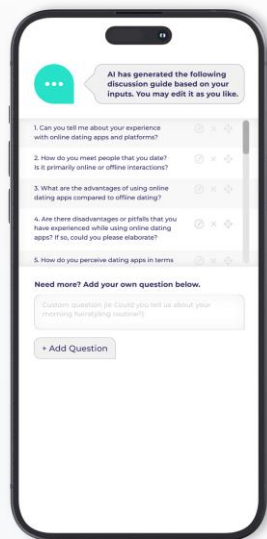 AI has generated the following
discussion guide based on your
inputs. You may edit it as you like.
1. Can you tell me about your experience
with online dating apps and platforms?
2. How do you meet people that you date?
Is it primarily online or offline interactions?
3. What are the advantages of using online
dating apps compared to offline dating?
4. Are there disadvantages or pitfalls that you
have experienced while using online dating
apps? If so, could you please elaborate?
5. How do you perceive dating apps in terms
Need more? Add your own question below.
Custom question (ie Could you tell us about your
morning hairstyling routine?)
+ Add Question